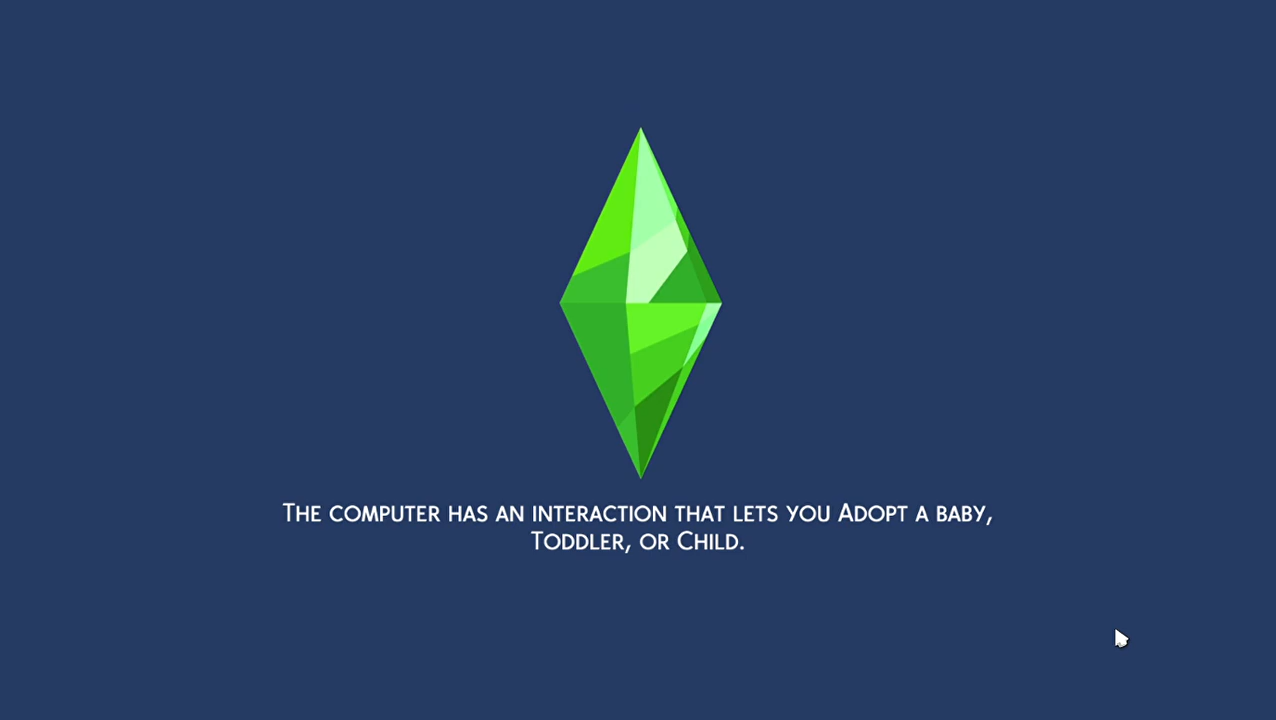 The computer has an interaction that lets you Adopt a baby,
Toddler, or Child.